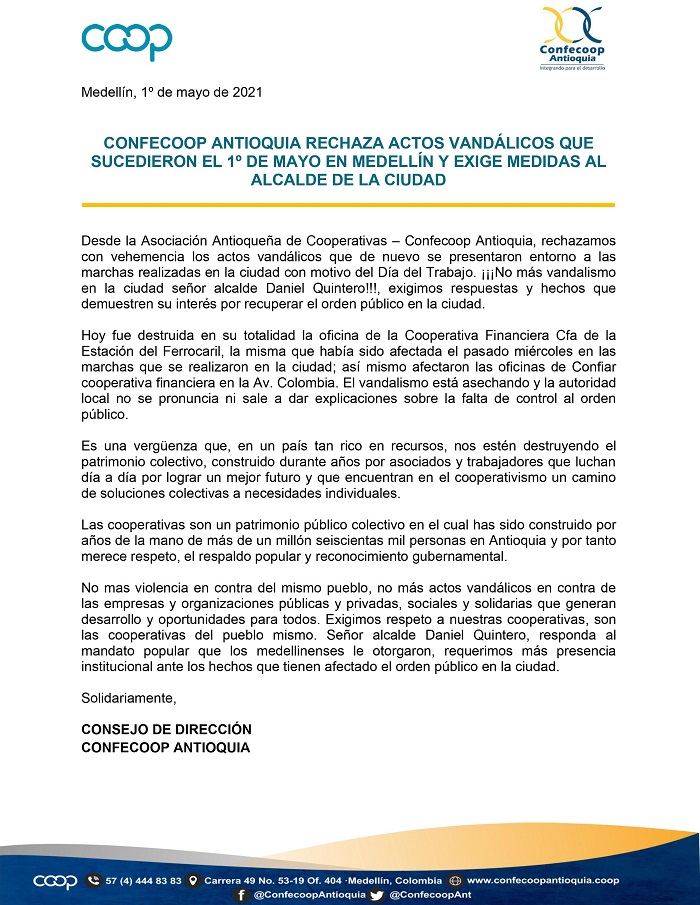 coop
Confecoop
Antioquia
Integrando para el desarrollo
Medellín, 1º de mayo de 2021
CONFECOOP ANTIOQUIA RECHAZA ACTOS VANDÁLICOS QUE
SUCEDIERON EL 1º DE MAYO EN MEDELLÍN Y EXIGE MEDIDAS AL
ALCALDE DE LA CIUDAD
Desde la Asociación Antioqueña de Cooperativas – Confecoop Antioquia, rechazamos
con vehemencia los actos vandálicos que de nuevo se presentaron entorno a las
marchas realizadas en la ciudad con motivo del Día del Trabajo. ¡¡¡No más vandalismo
en la ciudad señor alcalde Daniel Quintero!!!, exigimos respuestas y hechos que
demuestren su interés por recuperar el orden público en la ciudad.
Hoy fue destruida en su totalidad la oficina de la Cooperativa Financiera Cfa de la
Estación del Ferrocaril, la misma que había sido afectada el pasado miércoles en las
marchas que se realizaron en la ciudad; así mismo afectaron las oficinas de Confiar
cooperativa financiera en la Av. Colombia. El vandalismo está asechando y la autoridad
local no se pronuncia ni sale a dar explicaciones sobre la falta de control al orden
público.
Es una vergüenza que, en un país tan rico en recursos, nos estén destruyendo el
patrimonio colectivo, construido durante años por asociados y trabajadores que luchan
día a día por lograr un mejor futuro y que encuentran en el cooperativismo un camino
de soluciones colectivas a necesidades individuales.
Las cooperativas son un patrimonio público colectivo en el cual has sido construido por
años de la mano de más de un millón seiscientas mil personas en Antioquia y por tanto
merece respeto, el respaldo popular y reconocimiento gubernamental.
No mas violencia en contra del mismo pueblo, no más actos vandálicos en contra de
las empresas y organizaciones públicas y privadas, sociales y solidarias que generan
desarrollo y oportunidades para todos. Exigimos respeto a nuestras cooperativas, son
las cooperativas del pueblo mismo. Señor alcalde Daniel Quintero, responda al
mandato popular que los medellinenses le otorgaron, requerimos más presencia
institucional ante los hechos que tienen afectado el orden público en la ciudad.
Solidariamente,
CONSEJO DE DIRECCIÓN
CONFECOOP ANTIOQUIA
coop 57 (4) 444 83 83 Carrera 49 No. 53-19 Of. 404 ·Medellín, Colombia www.confecoopantioquia.coop
@ConfecoopAntioquia @ConfecoopAnt